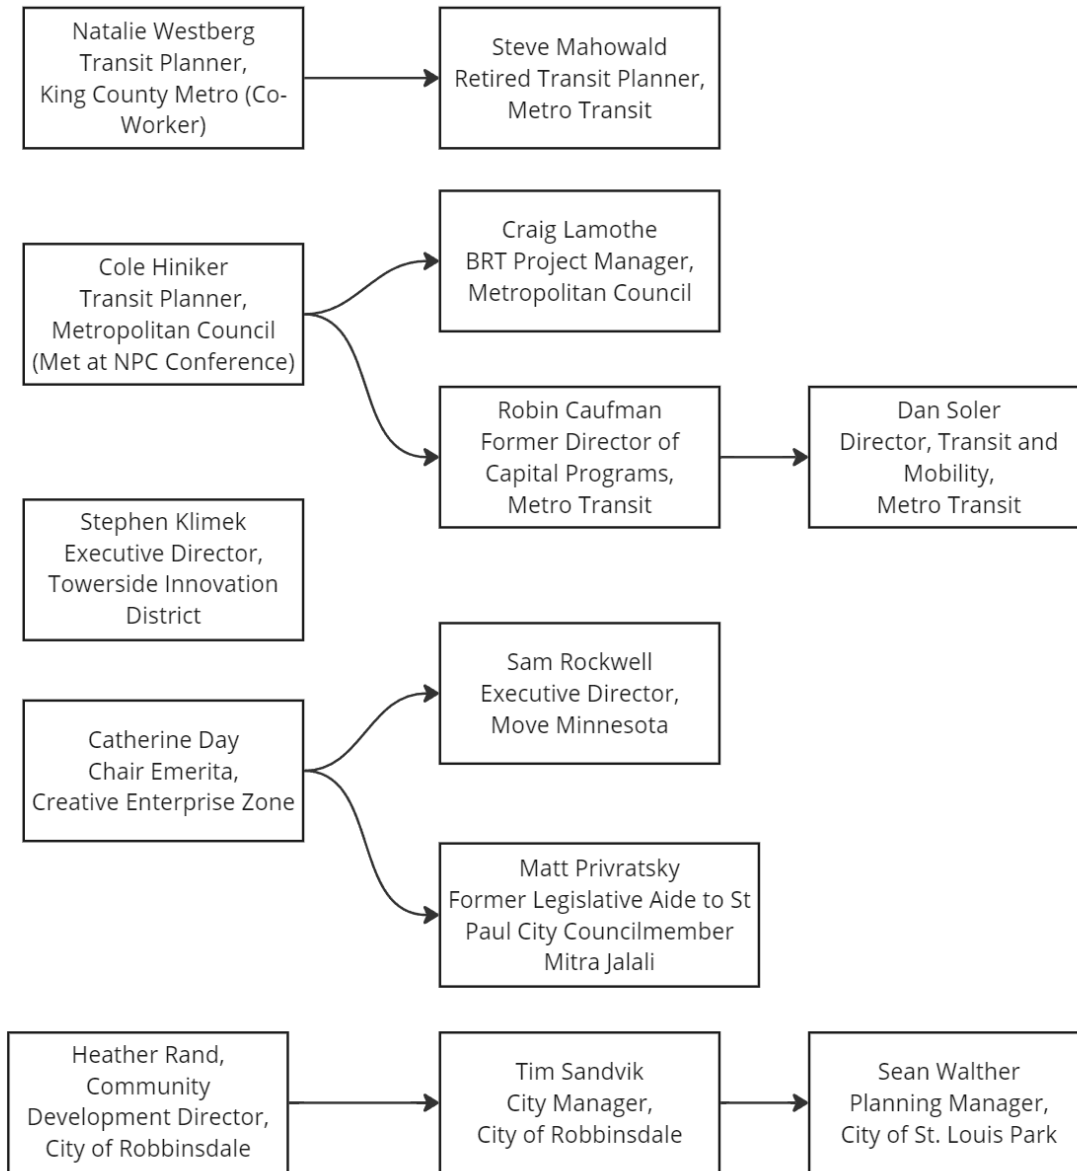 Natalie Westberg
Transit Planner,
King County Metro (Co-
Worker)
Steve Mahowald
Retired Transit Planner,
Metro Transit
Cole Hiniker
Transit Planner,
Metropolitan Council
(Met at NPC Conference)
Craig Lamothe
BRT Project Manager,
Metropolitan Council
Robin Caufman
Former Director of
Capital Programs,
Metro Transit
Dan Soler
Director, Transit and
Mobility,
Metro Transit
Stephen Klimek
Executive Director,
Towerside Innovation
District
Catherine Day
Chair Emerita,
Creative Enterprise Zone
Sam Rockwell
Executive Director,
Move Minnesota
Matt Privratsky
Former Legislative Aide to St
Paul City Councilmember
Mitra Jalali
Heather Rand,
Community
Development Director,
City of Robbinsdale
Tim Sandvik
City Manager,
City of Robbinsdale
Sean Walther
Planning Manager,
City of St. Louis Park